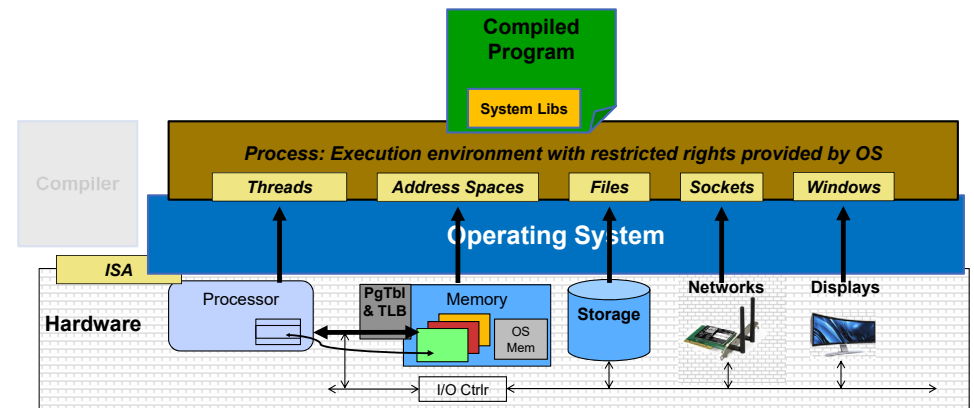 Compiled
Program
System Libs
Process: Execution environment with restricted rights provided by OS
Compiler
Threads
Address Spaces
Files
Sockets
Windows
Operating System
ISA
Hardware
Processor
PgTbl
& TLB
Memory
OS
Mem
Storage
Networks
Displays
I/O Ctrlr